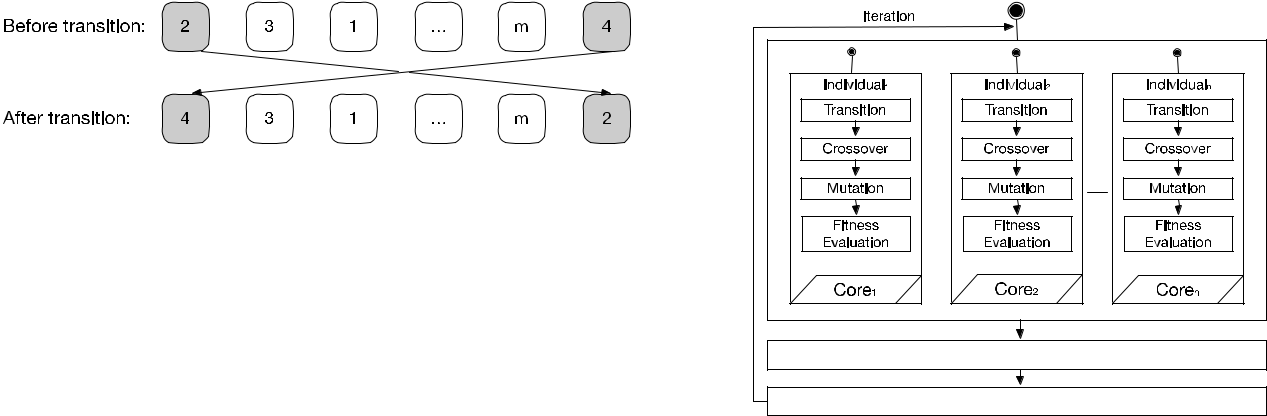 Before transition: 2 3 1 ... m 4
After transition: 4 3 1 ... m 2
Iteration
Individual₁ Individual₂ Individualₙ
Transition Transition Transition
Crossover Crossover Crossover
Mutation Mutation Mutation
Fitness Fitness Fitness
Evaluation Evaluation Evaluation
Core₁ Core₂ Coreₙ